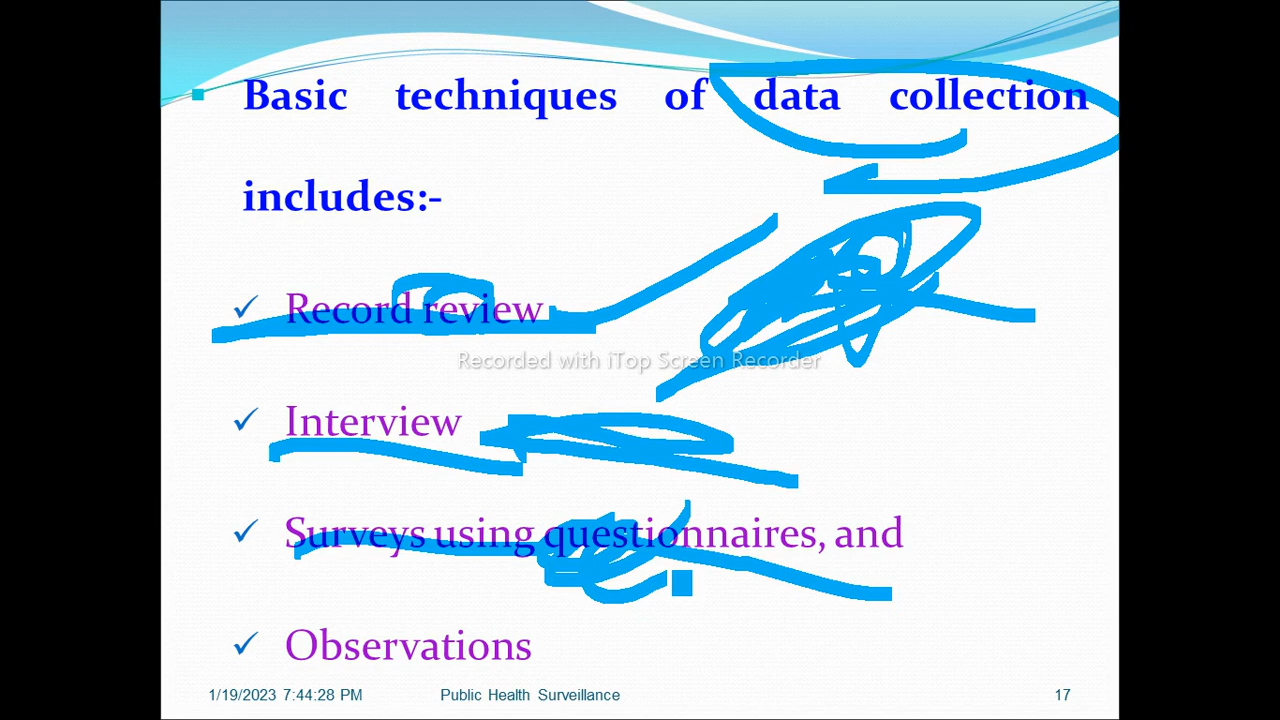 Basic techniques of data collection
includes:-
✓ Record review
Recorded with iTop Screen Recorder
✓ Interview
✓ Surveys using questionnaires, and
✓ Observations
1/19/2023 7:44:28 PM Public Health Surveillance 17